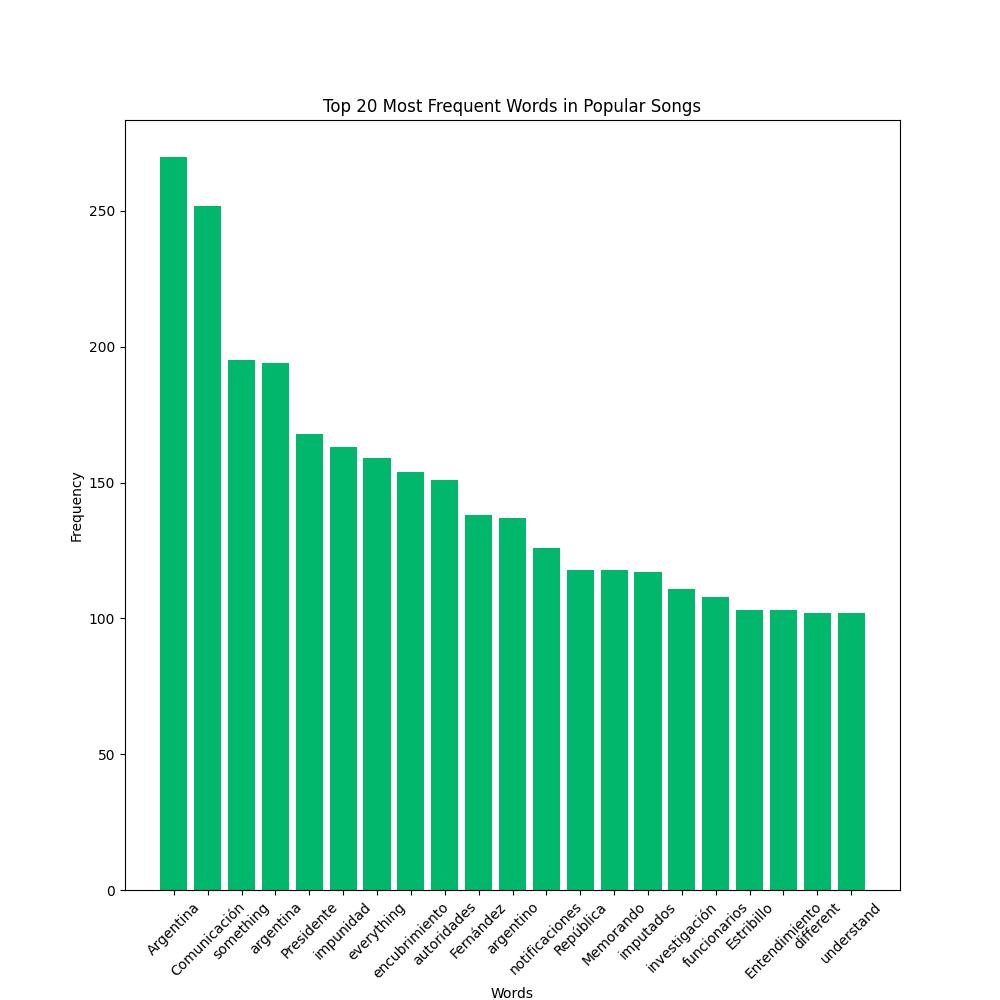 Top 20 Most Frequent Words in Popular Songs
250
200
150
100
50
0
Frequency
Argentina
Comunicación
something
argentina
Presidente
impunidad
everything
encubrimiento
autoridades
Fernández
argentino
notificaciones
República
Memorando
imputados
investigación
funcionarios
Estribillo
Entendimiento
different
understand
Words